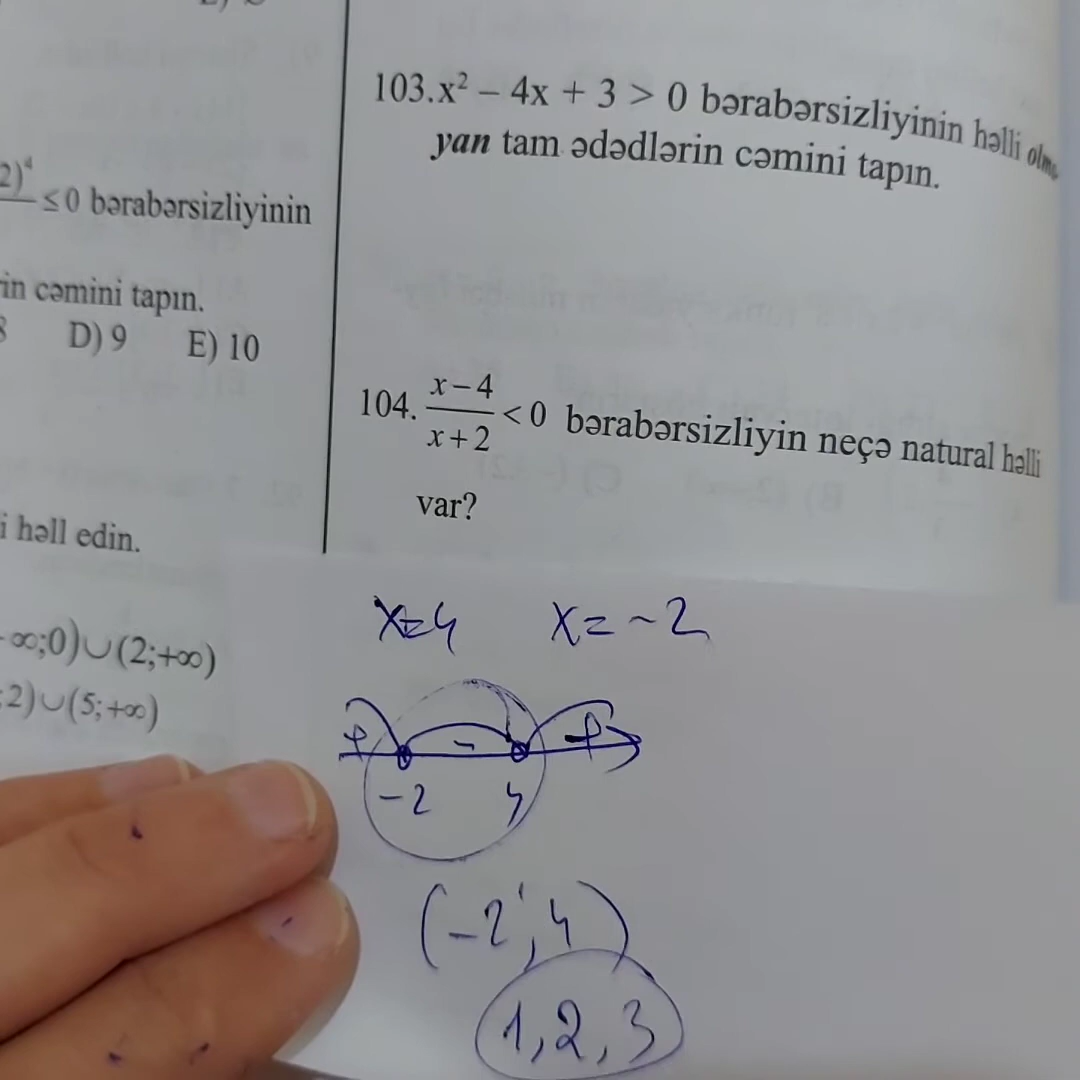 2)⁴
≤0 bərabərsizliyinin
in cəmini tapın.
D) 9 E) 10
i həll edin.
∞;0)∪(2;+∞)
;2)∪(5;+∞)
103.x² – 4x + 3 > 0 bərabərsizliyinin həlli olma
yan tam ədədlərin cəmini tapın.
104. x−4/x+2 < 0 bərabərsizliyin neçə natural həlli
var?
x=4 x=-2
+ - +
-2 4
(-2;4)
1,2,3